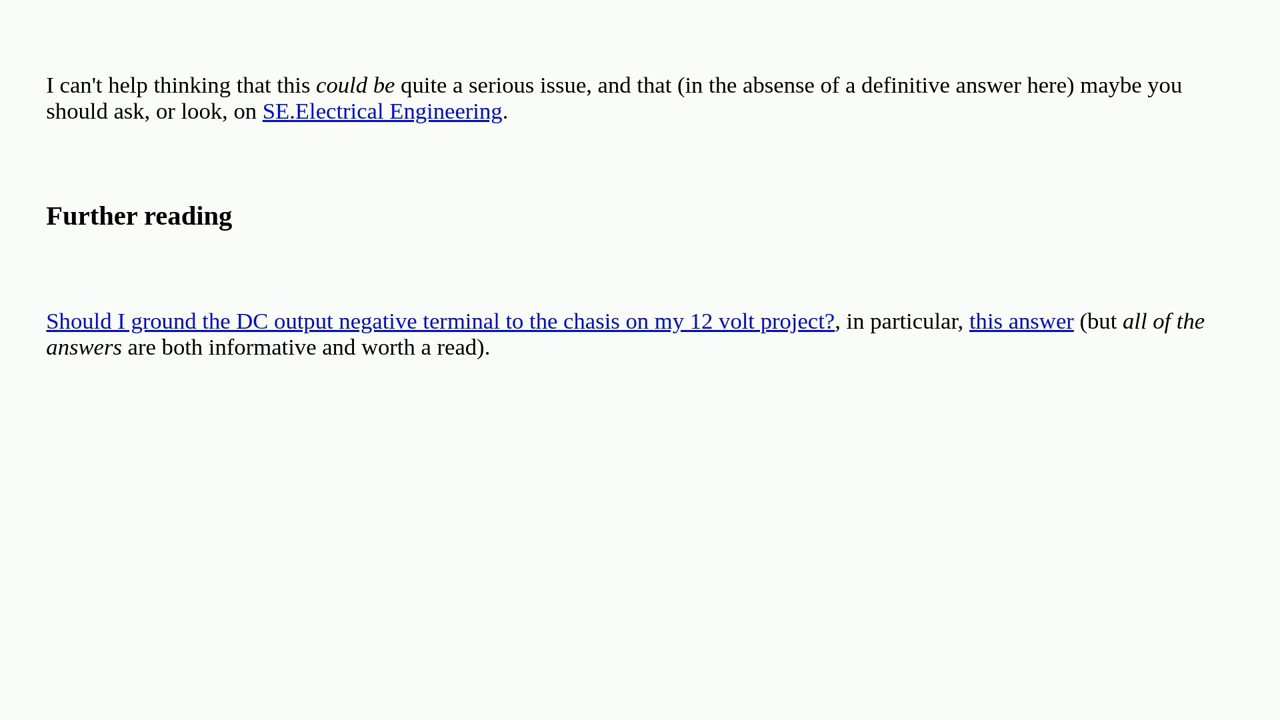 I can't help thinking that this could be quite a serious issue, and that (in the absense of a definitive answer here) maybe you
should ask, or look, on SE.Electrical Engineering.
Further reading
Should I ground the DC output negative terminal to the chasis on my 12 volt project?, in particular, this answer (but all of the
answers are both informative and worth a read).